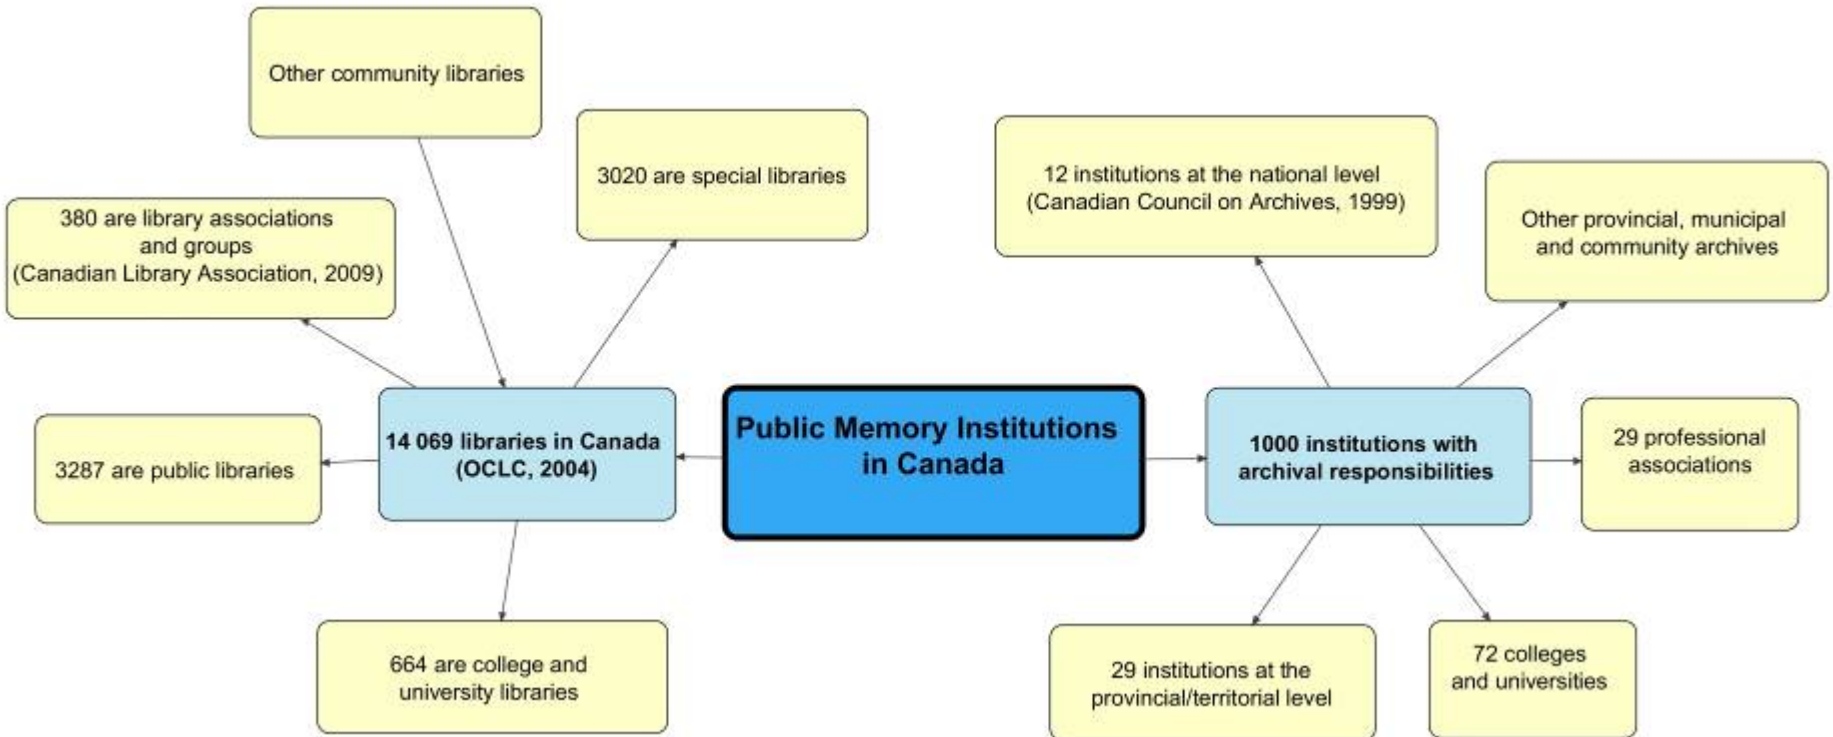 Other community libraries
3020 are special libraries
380 are library associations
and groups
(Canadian Library Association, 2009)
3287 are public libraries
14 069 libraries in Canada
(OCLC, 2004)
664 are college and
university libraries
Public Memory Institutions
in Canada
12 institutions at the national level
(Canadian Council on Archives, 1999)
Other provincial, municipal
and community archives
1000 institutions with
archival responsibilities
29 professional
associations
29 institutions at the
provincial/territorial level
72 colleges
and universities